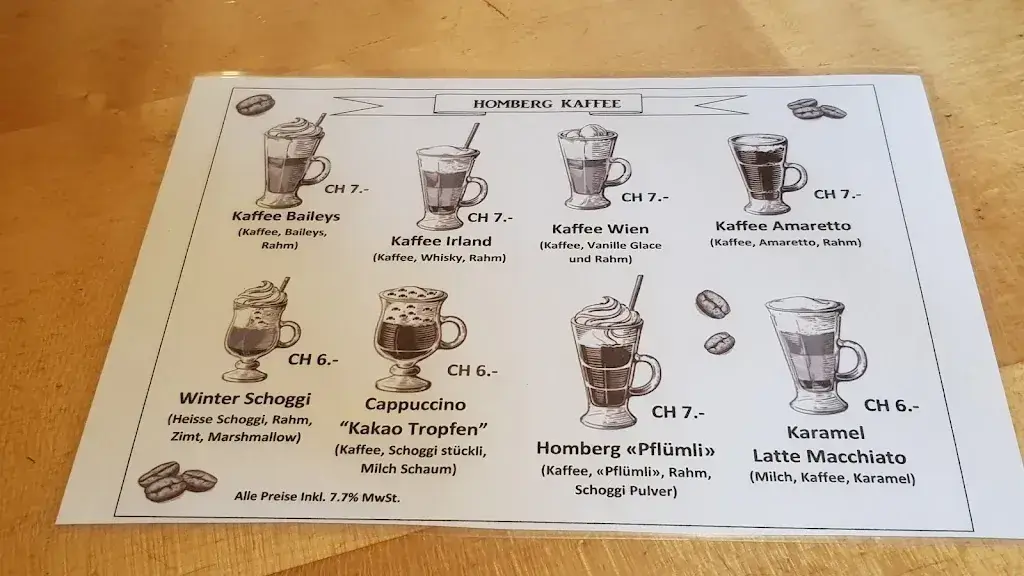 HOMBERG KAFFEE
CH 7.-
Kaffee Baileys
(Kaffee, Baileys,
Rahm)
CH 7.-
Kaffee Irland
(Kaffee, Whisky, Rahm)
CH 7.-
Kaffee Wien
(Kaffee, Vanille Glace
und Rahm)
CH 7.-
Kaffee Amaretto
(Kaffee, Amaretto, Rahm)
CH 6.-
Winter Schoggi
(Heisse Schoggi, Rahm,
Zimt, Marshmallow)
CH 6.-
Cappuccino
“Kakao Tropfen”
(Kaffee, Schoggi stückli,
Milch Schaum)
CH 7.-
Homberg «Pflümli»
(Kaffee, «Pflümli», Rahm,
Schoggi Pulver)
CH 6.-
Karamel
Latte Macchiato
(Milch, Kaffee, Karamel)
Alle Preise Inkl. 7.7% MwSt.